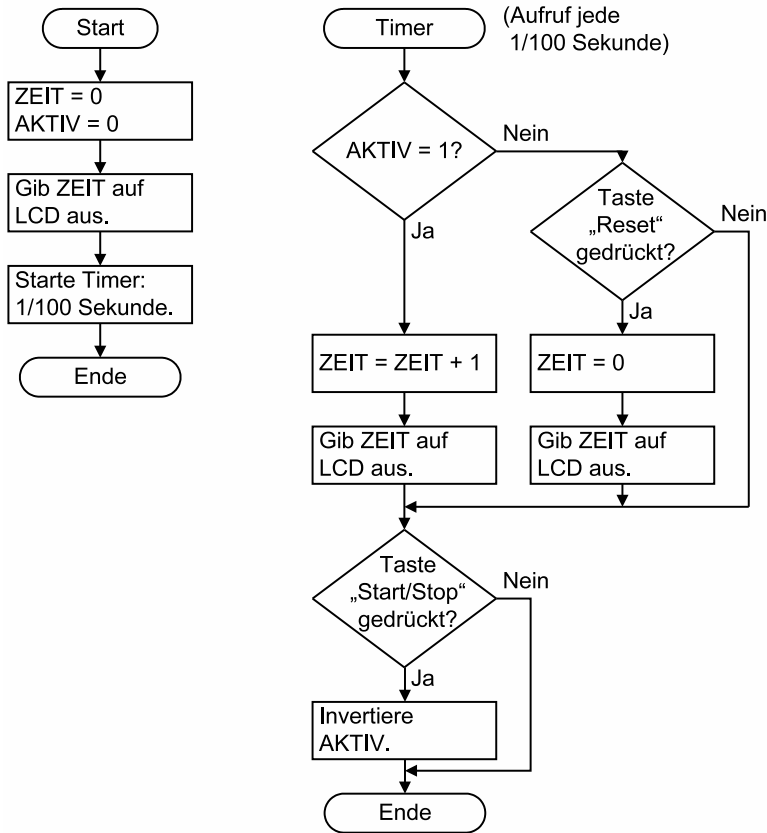 Start
ZEIT = 0
AKTIV = 0
Gib ZEIT auf
LCD aus.
Starte Timer:
1/100 Sekunde.
Ende
Timer
(Aufruf jede
1/100 Sekunde)
AKTIV = 1?
Nein
Ja
Taste
„Reset“
gedrückt?
Nein
Ja
ZEIT = ZEIT + 1
ZEIT = 0
Gib ZEIT auf
LCD aus.
Gib ZEIT auf
LCD aus.
Taste
„Start/Stop“
gedrückt?
Nein
Ja
Invertiere
AKTIV.
Ende